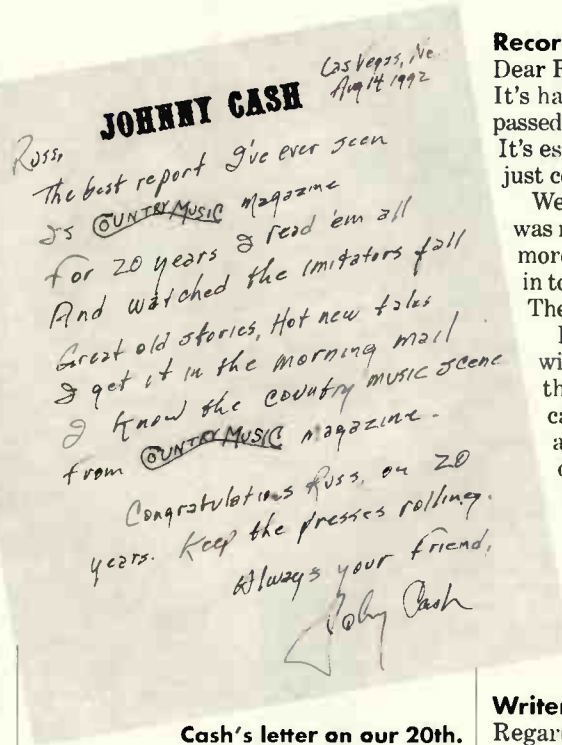 JOHNNY CASH
Las Vegas, Nv.
Aug 14 1992
Russ,
The best report I've ever seen
Is COUNTRY MUSIC magazine
For 20 years I read 'em all
And watched the imitators fall
Great old stories, Hot new tales
I get it in the morning mail
I know the country music scene
from COUNTRY MUSIC magazine.
Congratulations Russ, on 20
years. Keep the presses rolling.
Always your friend,
Johnny Cash
Cash's letter on our 20th.
Recor
Dear R
It's ha
passed
It's es
just co
We
was n
more
in to
The
wi
th
ca
a
Writer
Regar